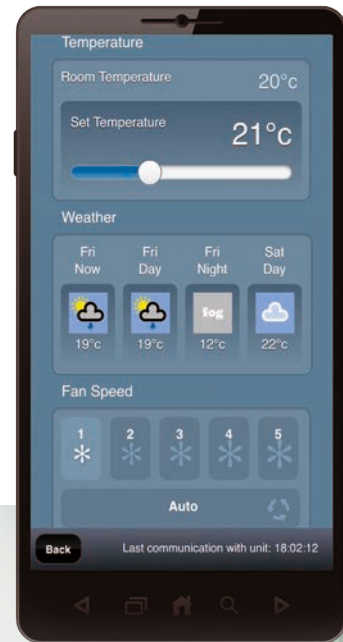 Temperature
Room Temperature 20°c
Set Temperature 21°c
Weather
Fri Fri Fri Sat
Now Day Night Day
fog
19°c 19°c 12°c 22°c
Fan Speed
1 2 3 4 5
Auto
Back Last communication with unit: 18:02:12